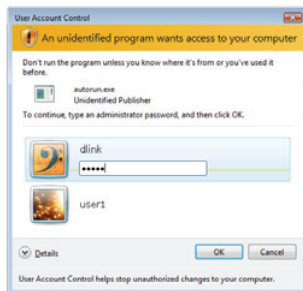 User Account Control
An unidentified program wants access to your computer
Don't run the program unless you know where it's from or you've used it
before.
autorun.exe
Unidentified Publisher
To continue, type an administrator password, and then click OK.
dlink
•••••
user1
Details
OK Cancel
User Account Control helps stop unauthorized changes to your computer.